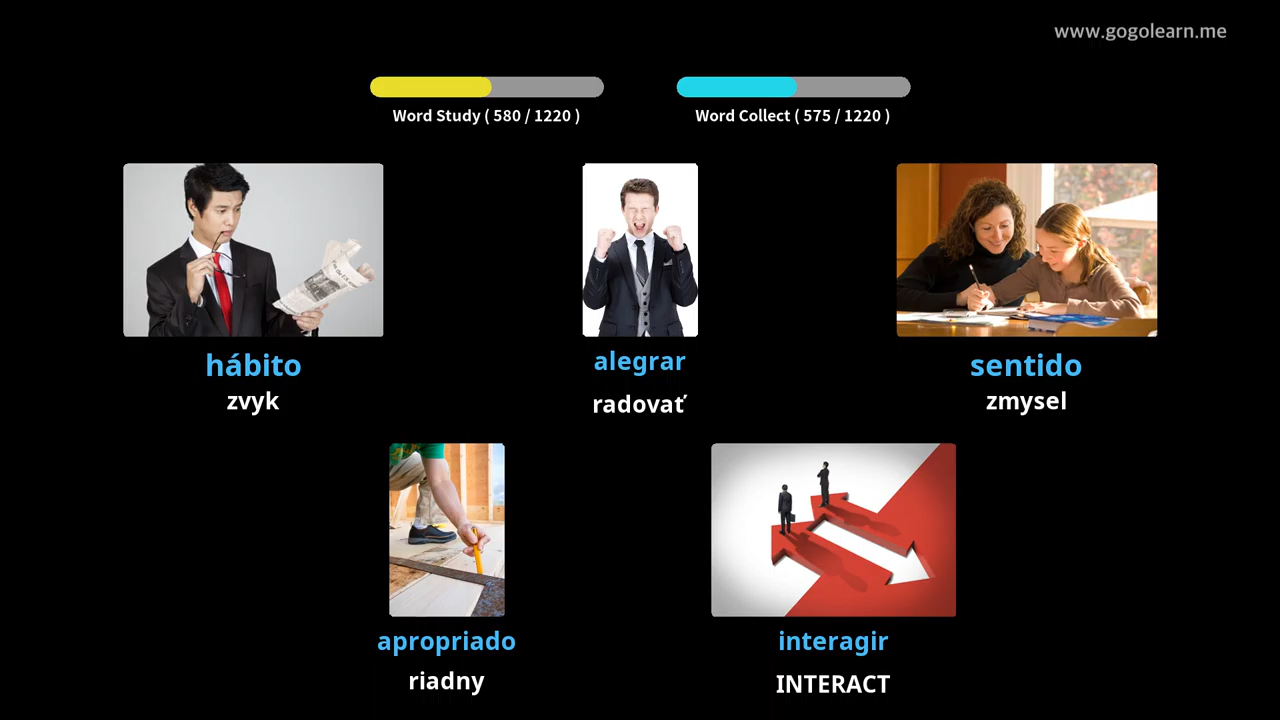 www.gogolearn.me
Word Study ( 580 / 1220 )
Word Collect ( 575 / 1220 )
hábito
zvyk
alegrar
radovať
sentido
zmysel
apropriado
riadny
interagir
INTERACT